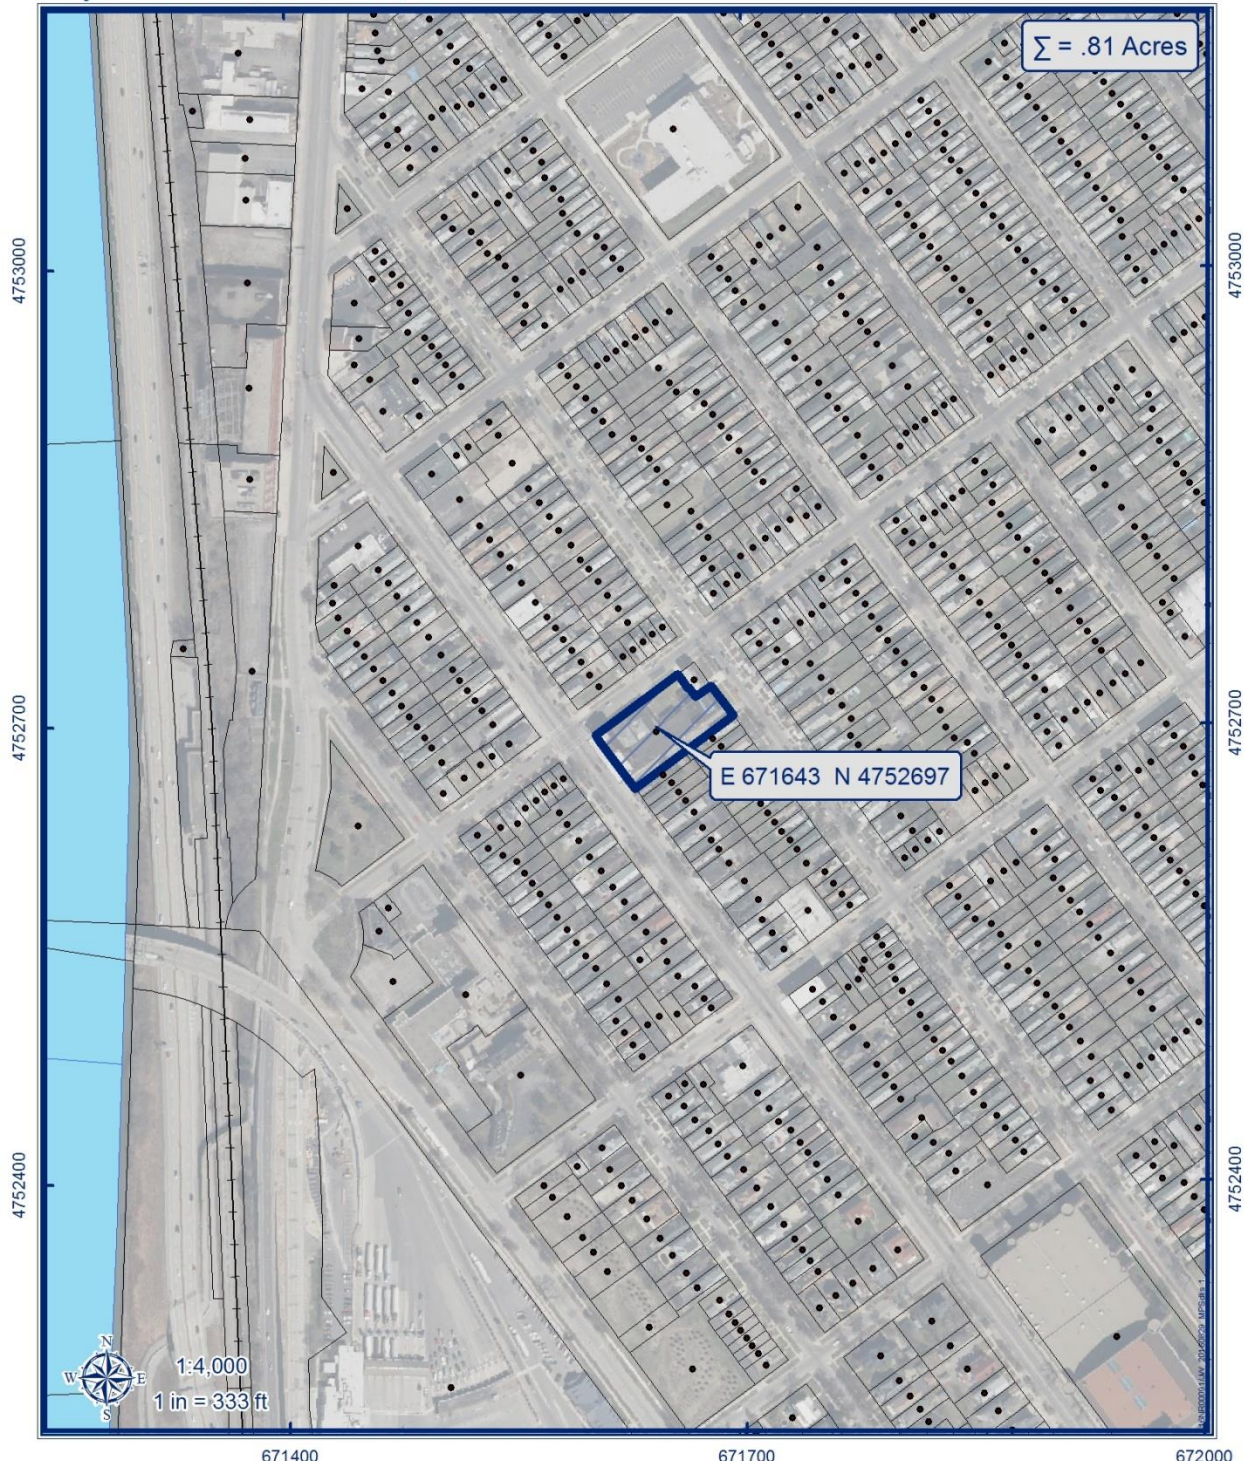 ∑ = .81 Acres
4753000
4753000
4752700
4752700
E 671643 N 4752697
4752400
4752400
N
W
E
S
1:4,000
1 in = 333 ft
671400
671700
672000